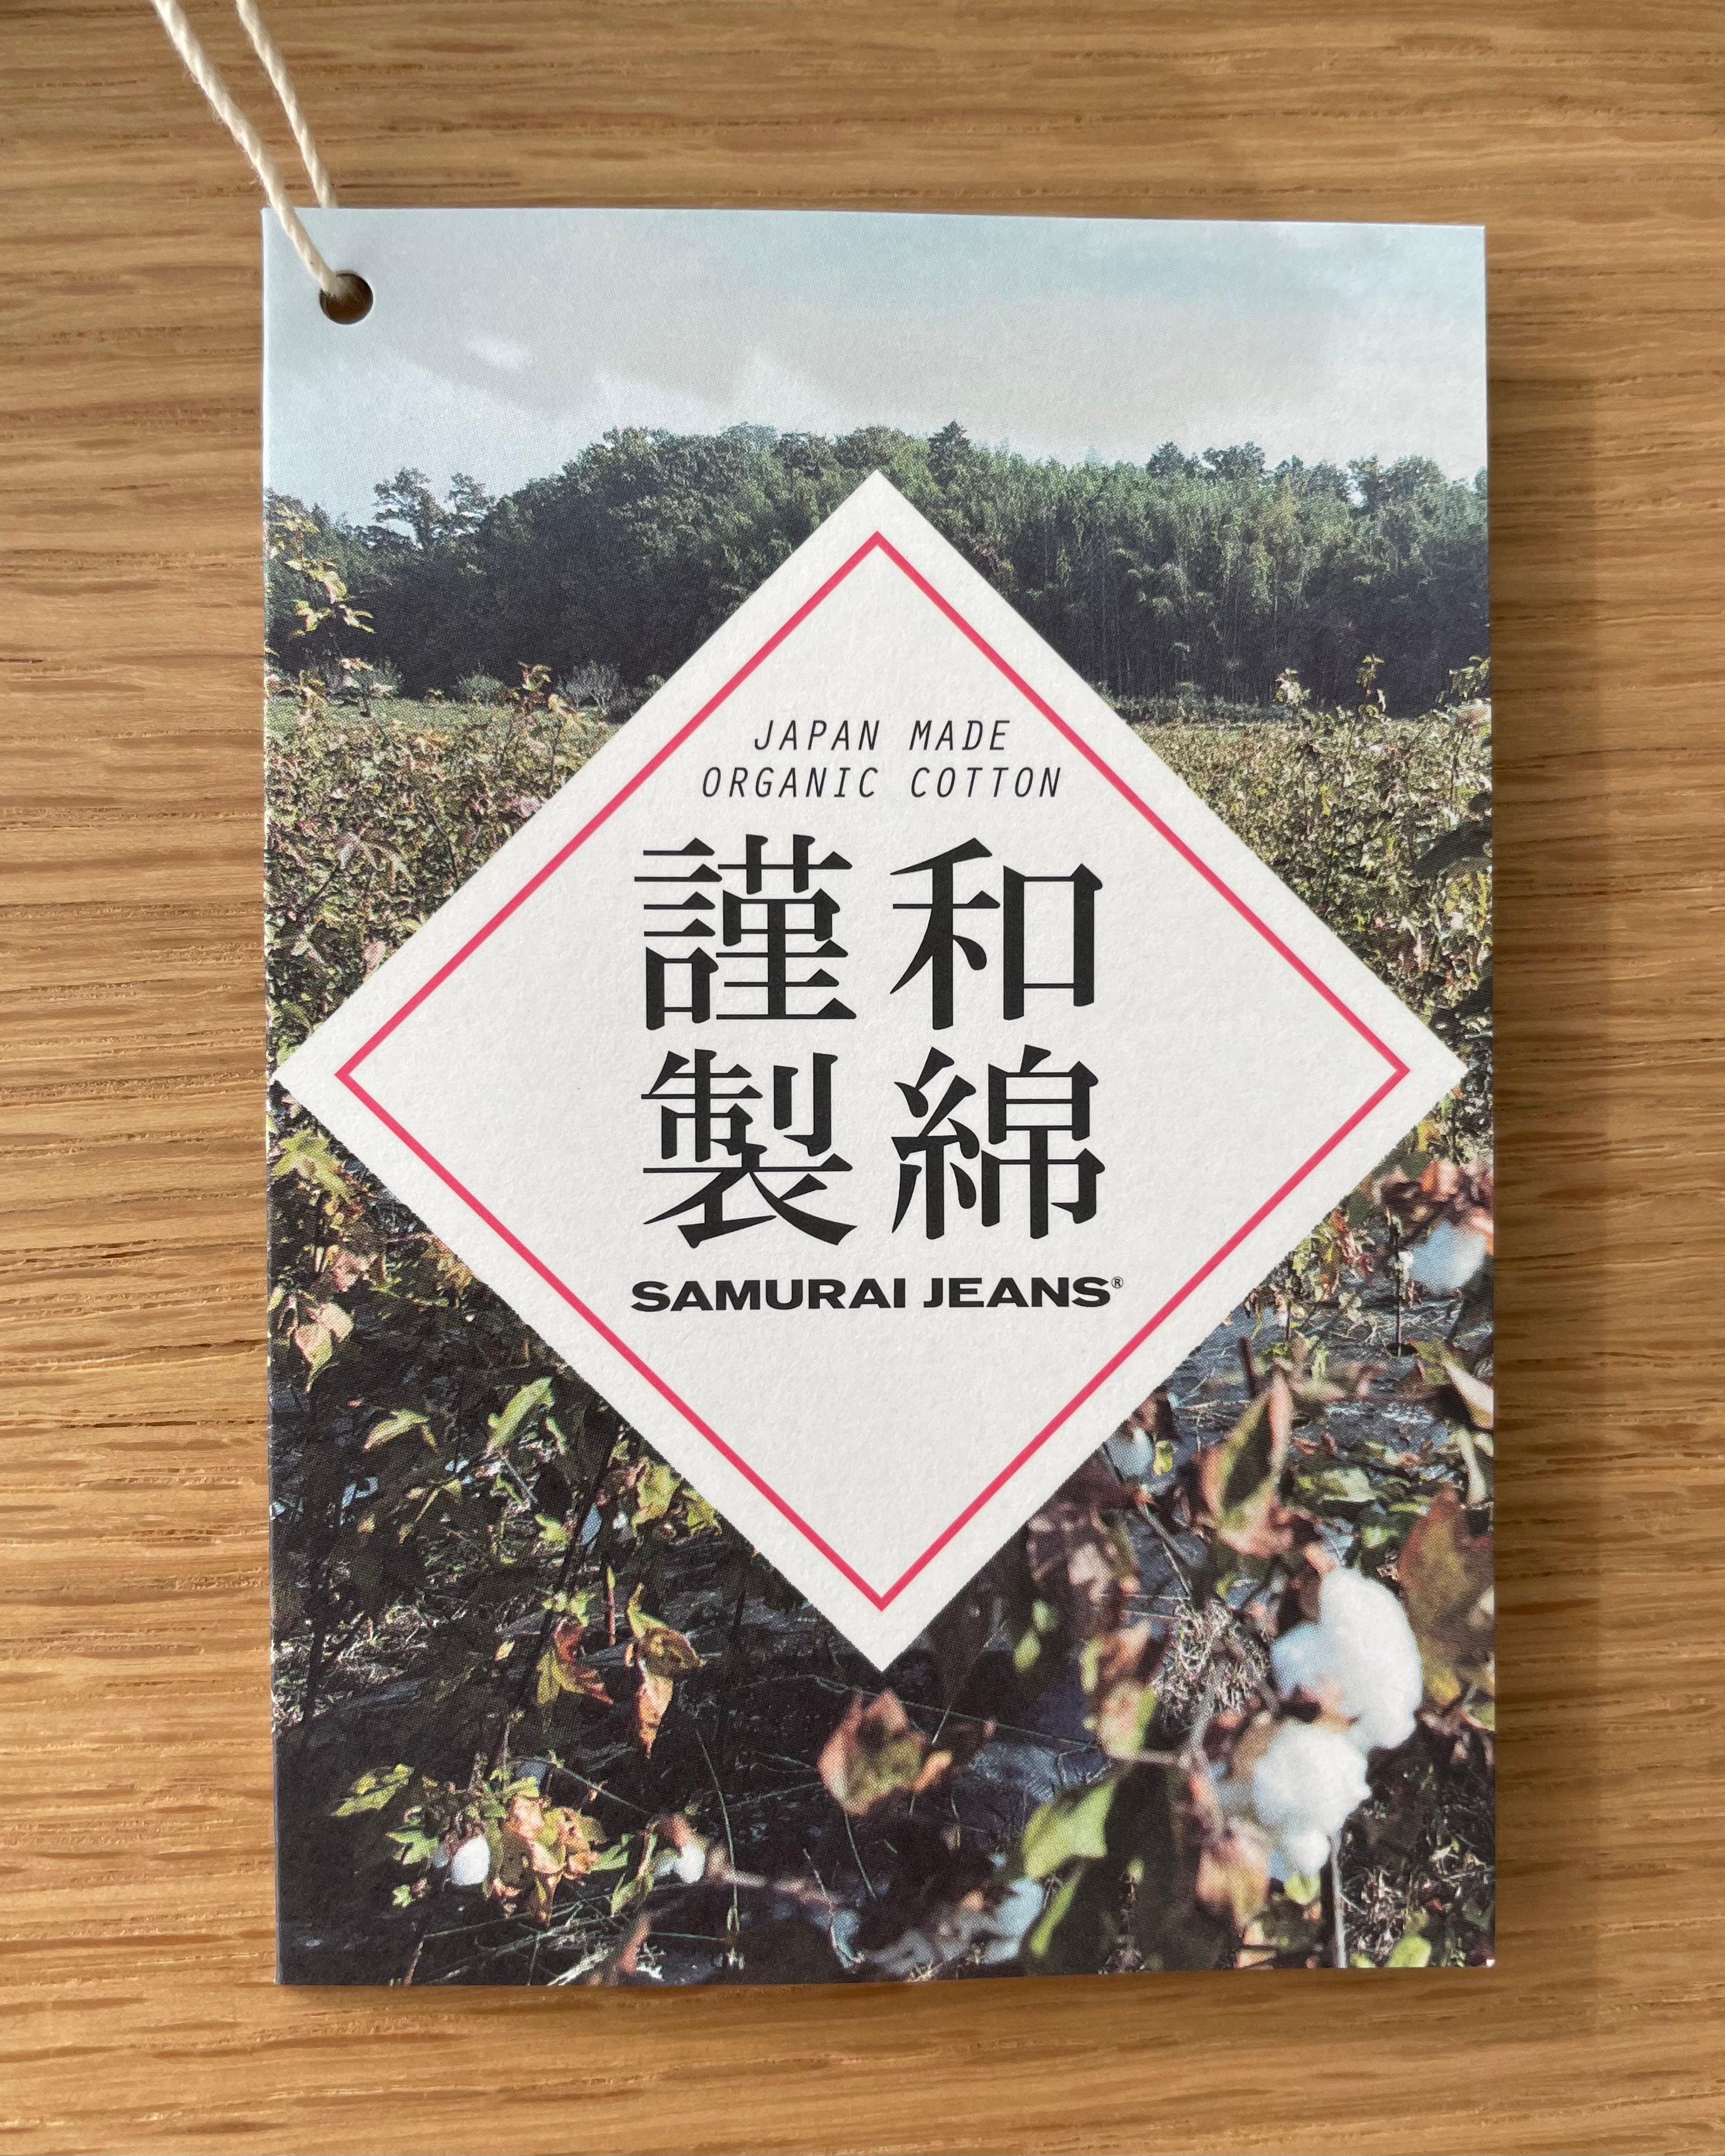 JAPAN MADE
ORGANIC COTTON
和綿
謹製
SAMURAI JEANS®